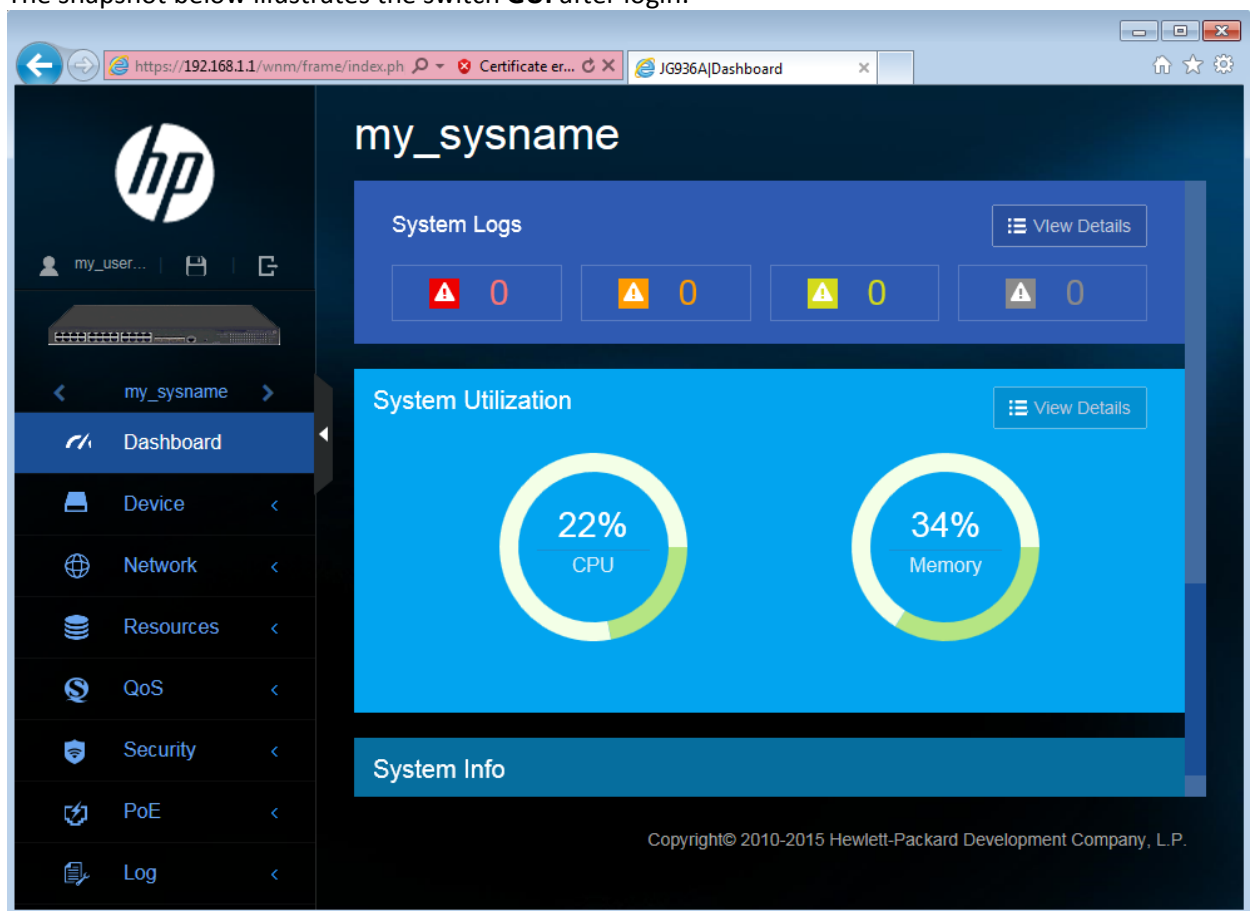 The snapshot below illustrates the switch GUI after login.
https://192.168.1.1/wnm/frame/index.ph Certificate er... JG936A|Dashboard
hp
my_sysname
System Logs View Details
my_user...
0 0 0 0
my_sysname
System Utilization View Details
Dashboard
Device
22%
CPU
34%
Memory
Network
Resources
QoS
Security
System Info
PoE
Copyright© 2010-2015 Hewlett-Packard Development Company, L.P.
Log